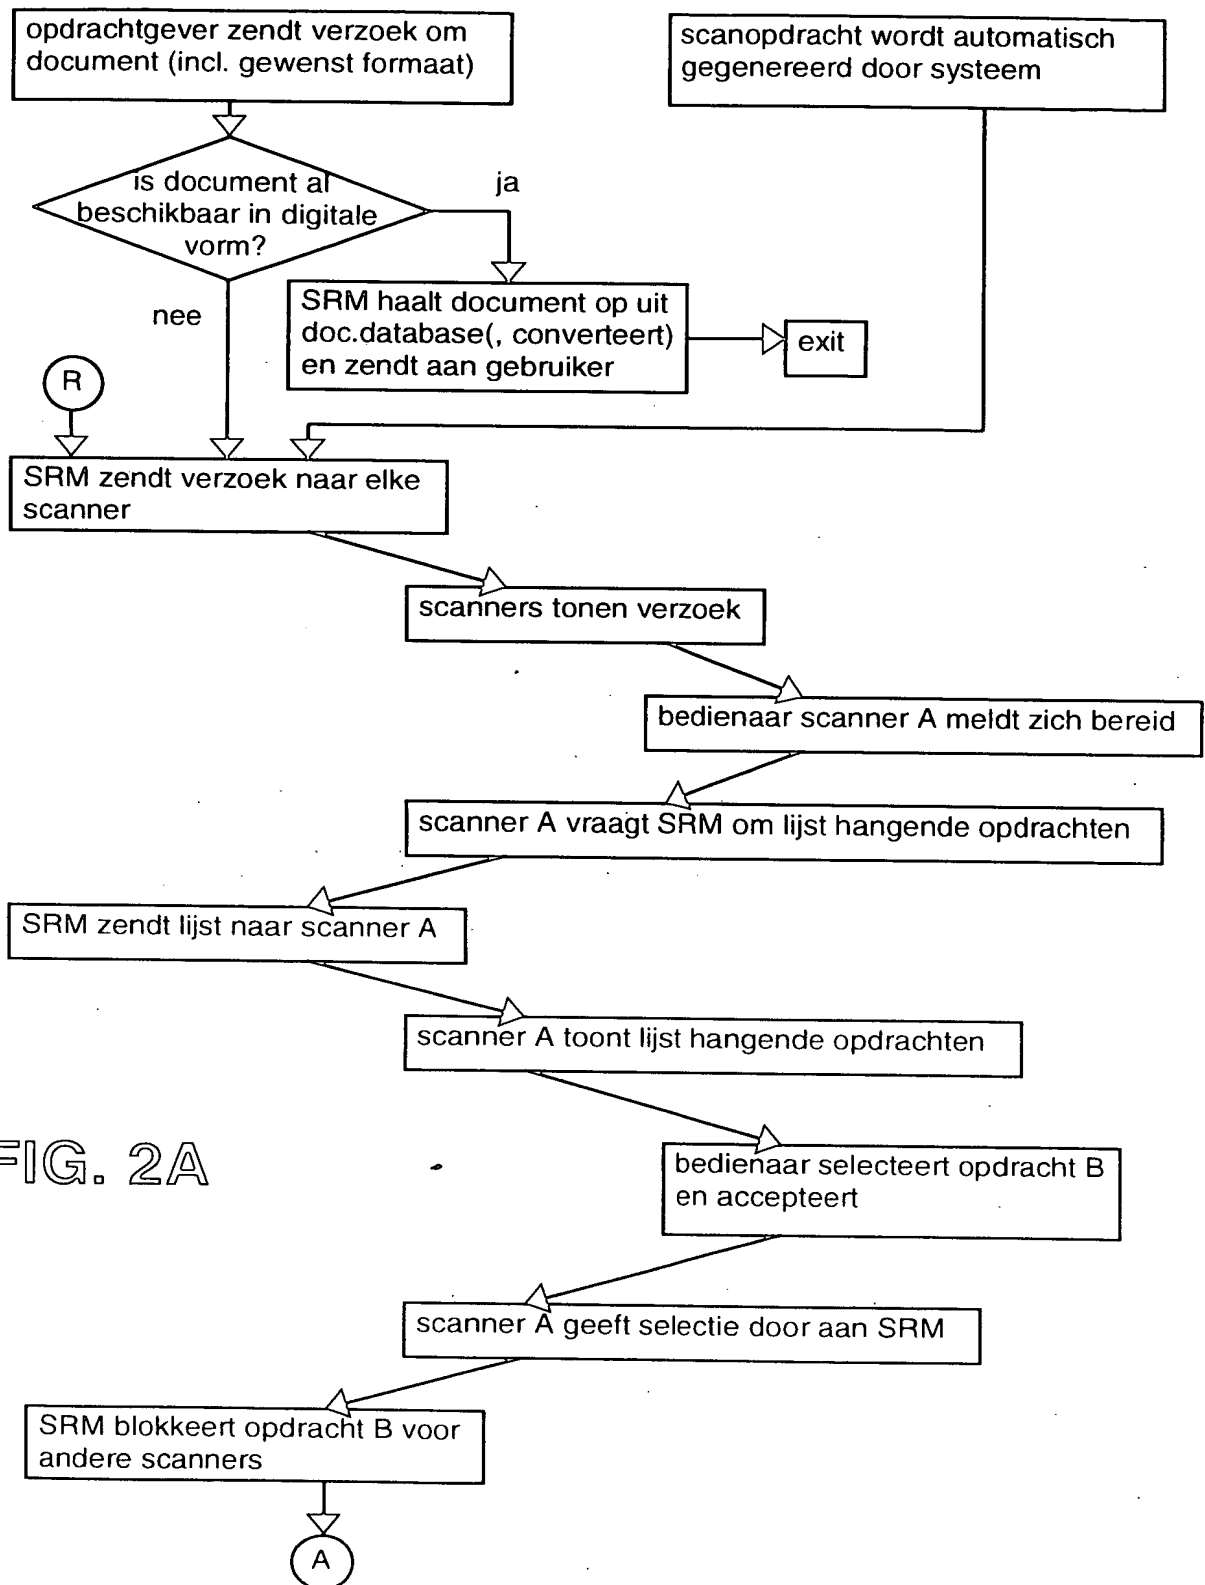 opdrachtgever zendt verzoek om
document (incl. gewenst formaat)
scanopdracht wordt automatisch
gegenereerd door systeem
is document al
beschikbaar in digitale
vorm?
ja
nee
SRM haalt document op uit
doc.database(, converteert)
en zendt aan gebruiker
exit
R
SRM zendt verzoek naar elke
scanner
scanners tonen verzoek
bedienaar scanner A meldt zich bereid
scanner A vraagt SRM om lijst hangende opdrachten
SRM zendt lijst naar scanner A
scanner A toont lijst hangende opdrachten
FIG. 2A
bedienaar selecteert opdracht B
en accepteert
scanner A geeft selectie door aan SRM
SRM blokkeert opdracht B voor
andere scanners
A